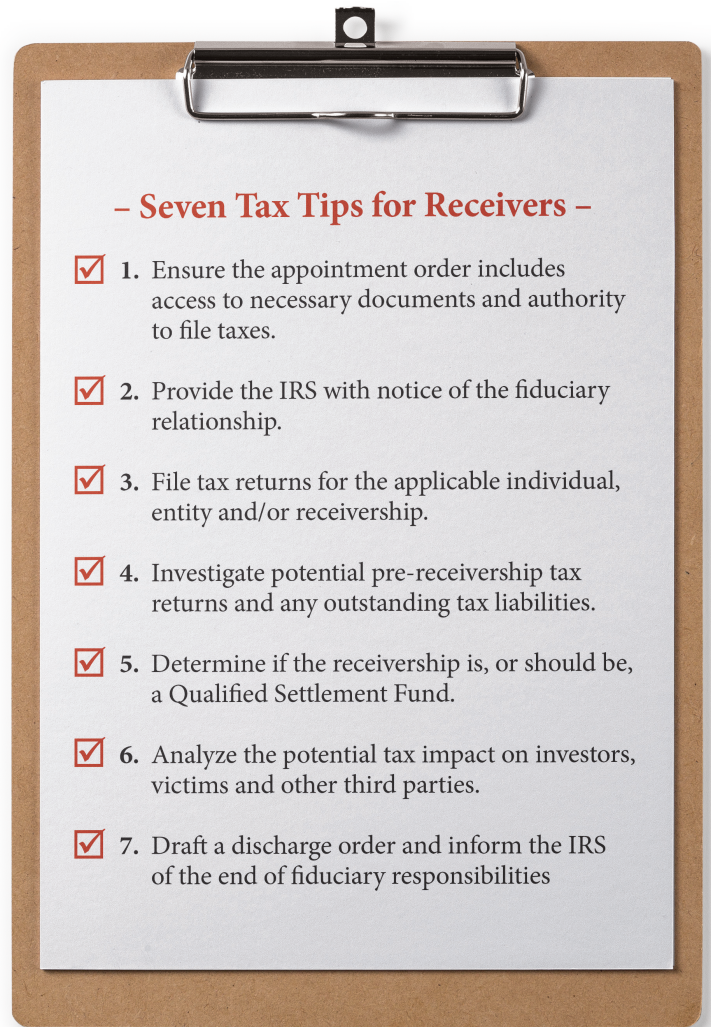 – Seven Tax Tips for Receivers –
1. Ensure the appointment order includes
access to necessary documents and authority
to file taxes.
2. Provide the IRS with notice of the fiduciary
relationship.
3. File tax returns for the applicable individual,
entity and/or receivership.
4. Investigate potential pre-receivership tax
returns and any outstanding tax liabilities.
5. Determine if the receivership is, or should be,
a Qualified Settlement Fund.
6. Analyze the potential tax impact on investors,
victims and other third parties.
7. Draft a discharge order and inform the IRS
of the end of fiduciary responsibilities